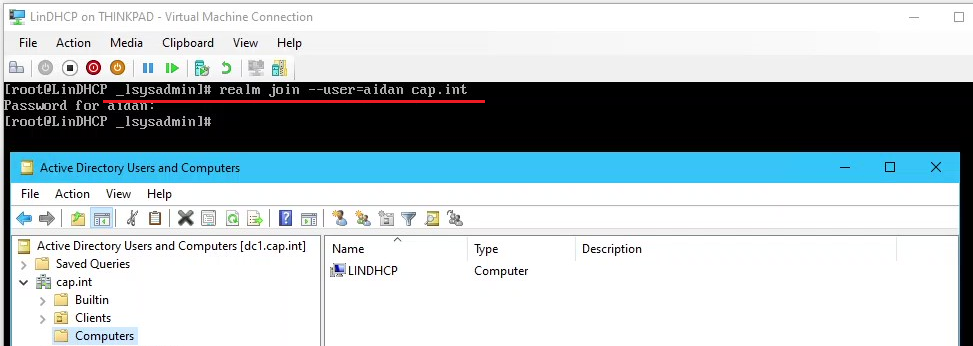 LinDHCP on THINKPAD - Virtual Machine Connection
File Action Media Clipboard View Help
[root@LinDHCP _lsysadmin]# realm join --user=aidan cap.int
Password for aidan:
[root@LinDHCP _lsysadmin]#
Active Directory Users and Computers
File Action View Help
Active Directory Users and Computers [dc1.cap.int]
Saved Queries
cap.int
Builtin
Clients
Computers
Name Type Description
LINDHCP Computer